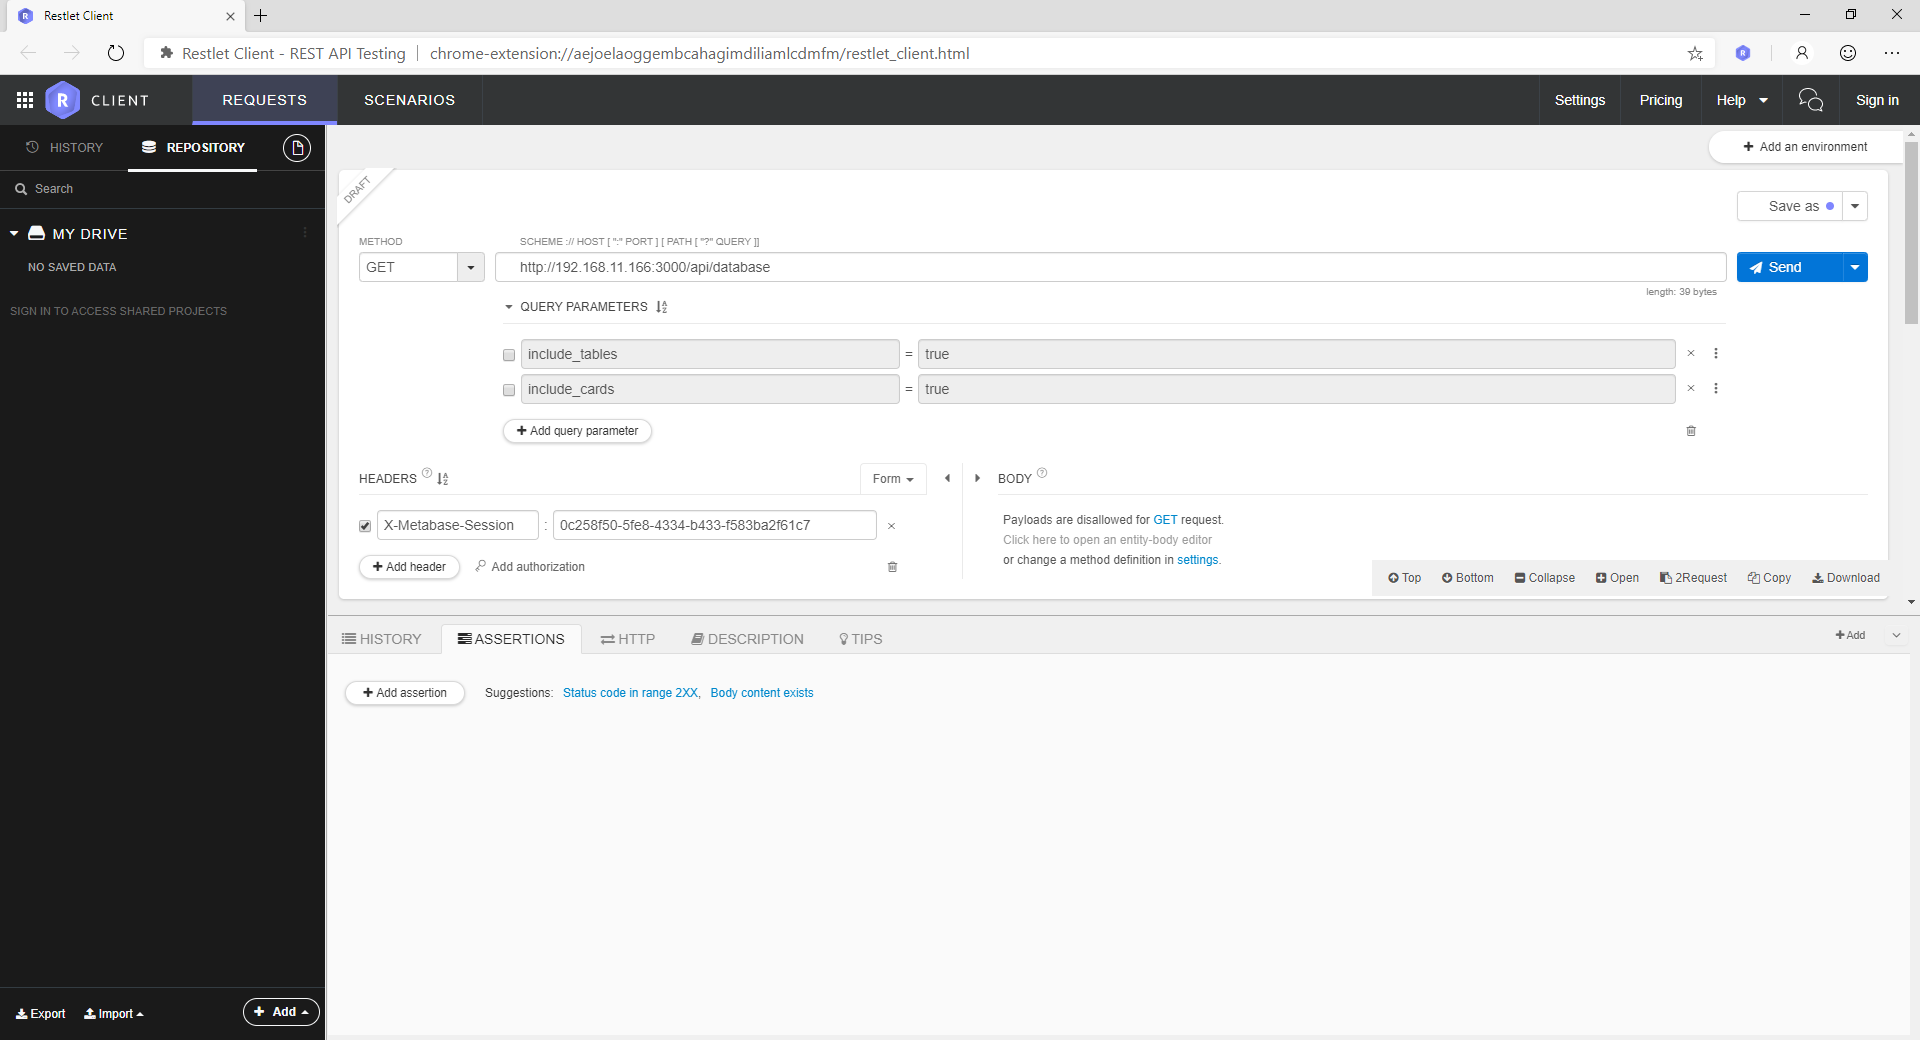 Restlet Client
Restlet Client - REST API Testing | chrome-extension://aejoelaoggembcahagimdiliamlcdmfm/restlet_client.html
R CLIENT REQUESTS SCENARIOS Settings Pricing Help Sign in
HISTORY REPOSITORY
Add an environment
Search
DRAFT
Save as
MY DRIVE
METHOD SCHEME :// HOST [ ":" PORT ] [ PATH [ "?" QUERY ]]
NO SAVED DATA
GET http://192.168.11.166:3000/api/database Send
length: 39 bytes
SIGN IN TO ACCESS SHARED PROJECTS
QUERY PARAMETERS
include_tables = true
include_cards = true
Add query parameter
HEADERS ? Form BODY ?
X-Metabase-Session : 0c258f50-5fe8-4334-b433-f583ba2f61c7
Payloads are disallowed for GET request.
Click here to open an entity-body editor
or change a method definition in settings.
Add header Add authorization
Top Bottom Collapse Open 2Request Copy Download
HISTORY ASSERTIONS HTTP DESCRIPTION TIPS Add
Add assertion Suggestions: Status code in range 2XX, Body content exists
Export Import Add